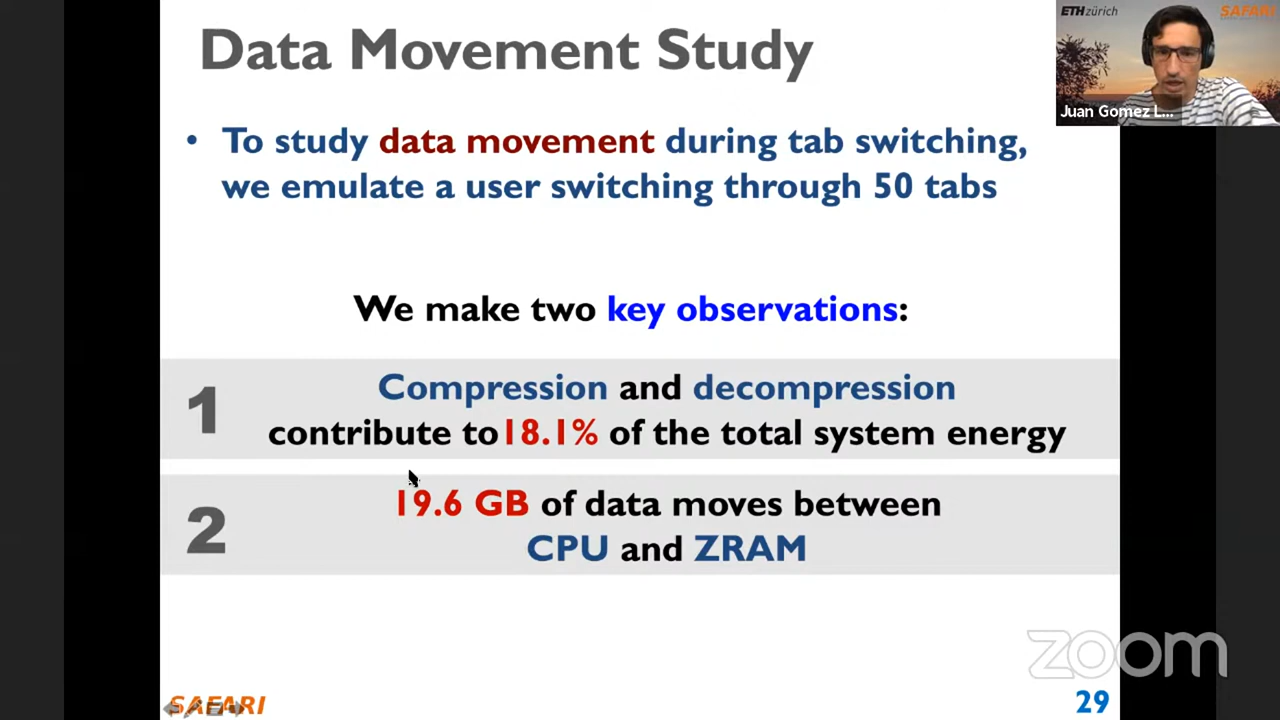 Data Movement Study
ETH zürich
SAFARI
Juan Gomez L...
• To study data movement during tab switching,
we emulate a user switching through 50 tabs
We make two key observations:
1
Compression and decompression
contribute to 18.1% of the total system energy
2
19.6 GB of data moves between
CPU and ZRAM
zoom
SAFARI
29